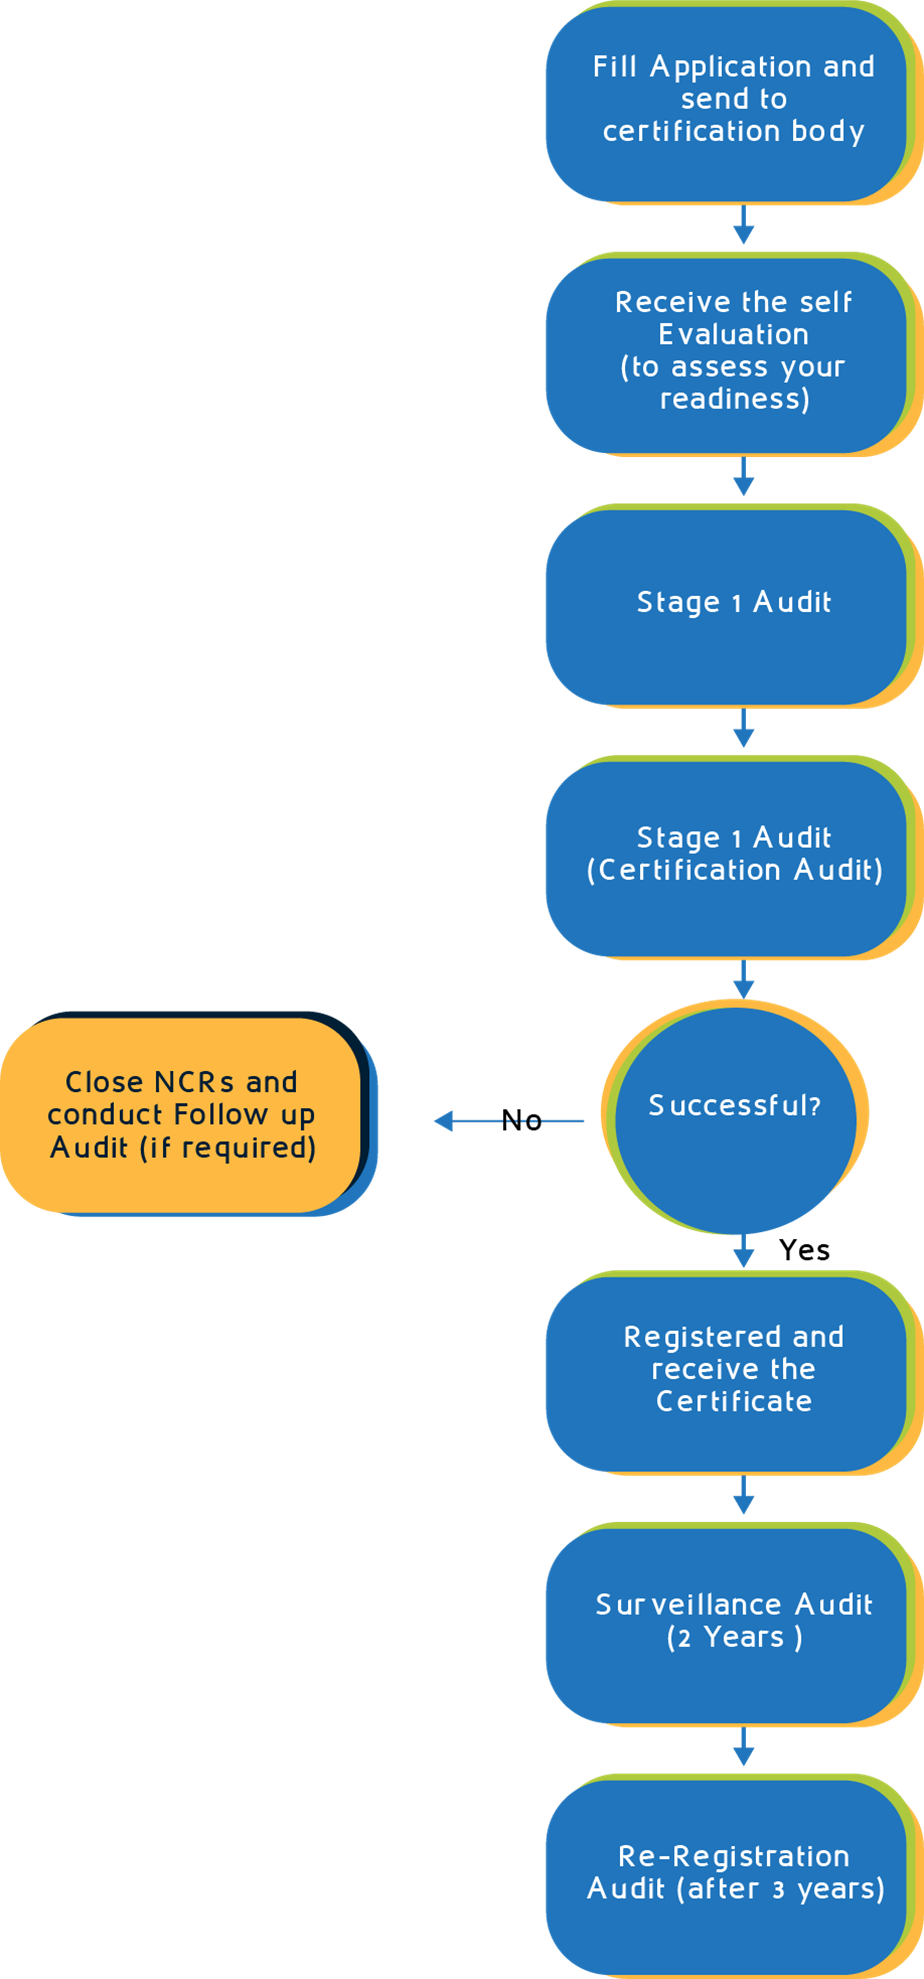 Fill Application and
send to
certification body
Receive the self
Evaluation
(to assess your
readiness)
Stage 1 Audit
Stage 1 Audit
(Certification Audit)
Successful?
No
Close NCRs and
conduct Follow up
Audit (if required)
Yes
Registered and
receive the
Certificate
Surveillance Audit
(2 Years )
Re-Registration
Audit (after 3 years)